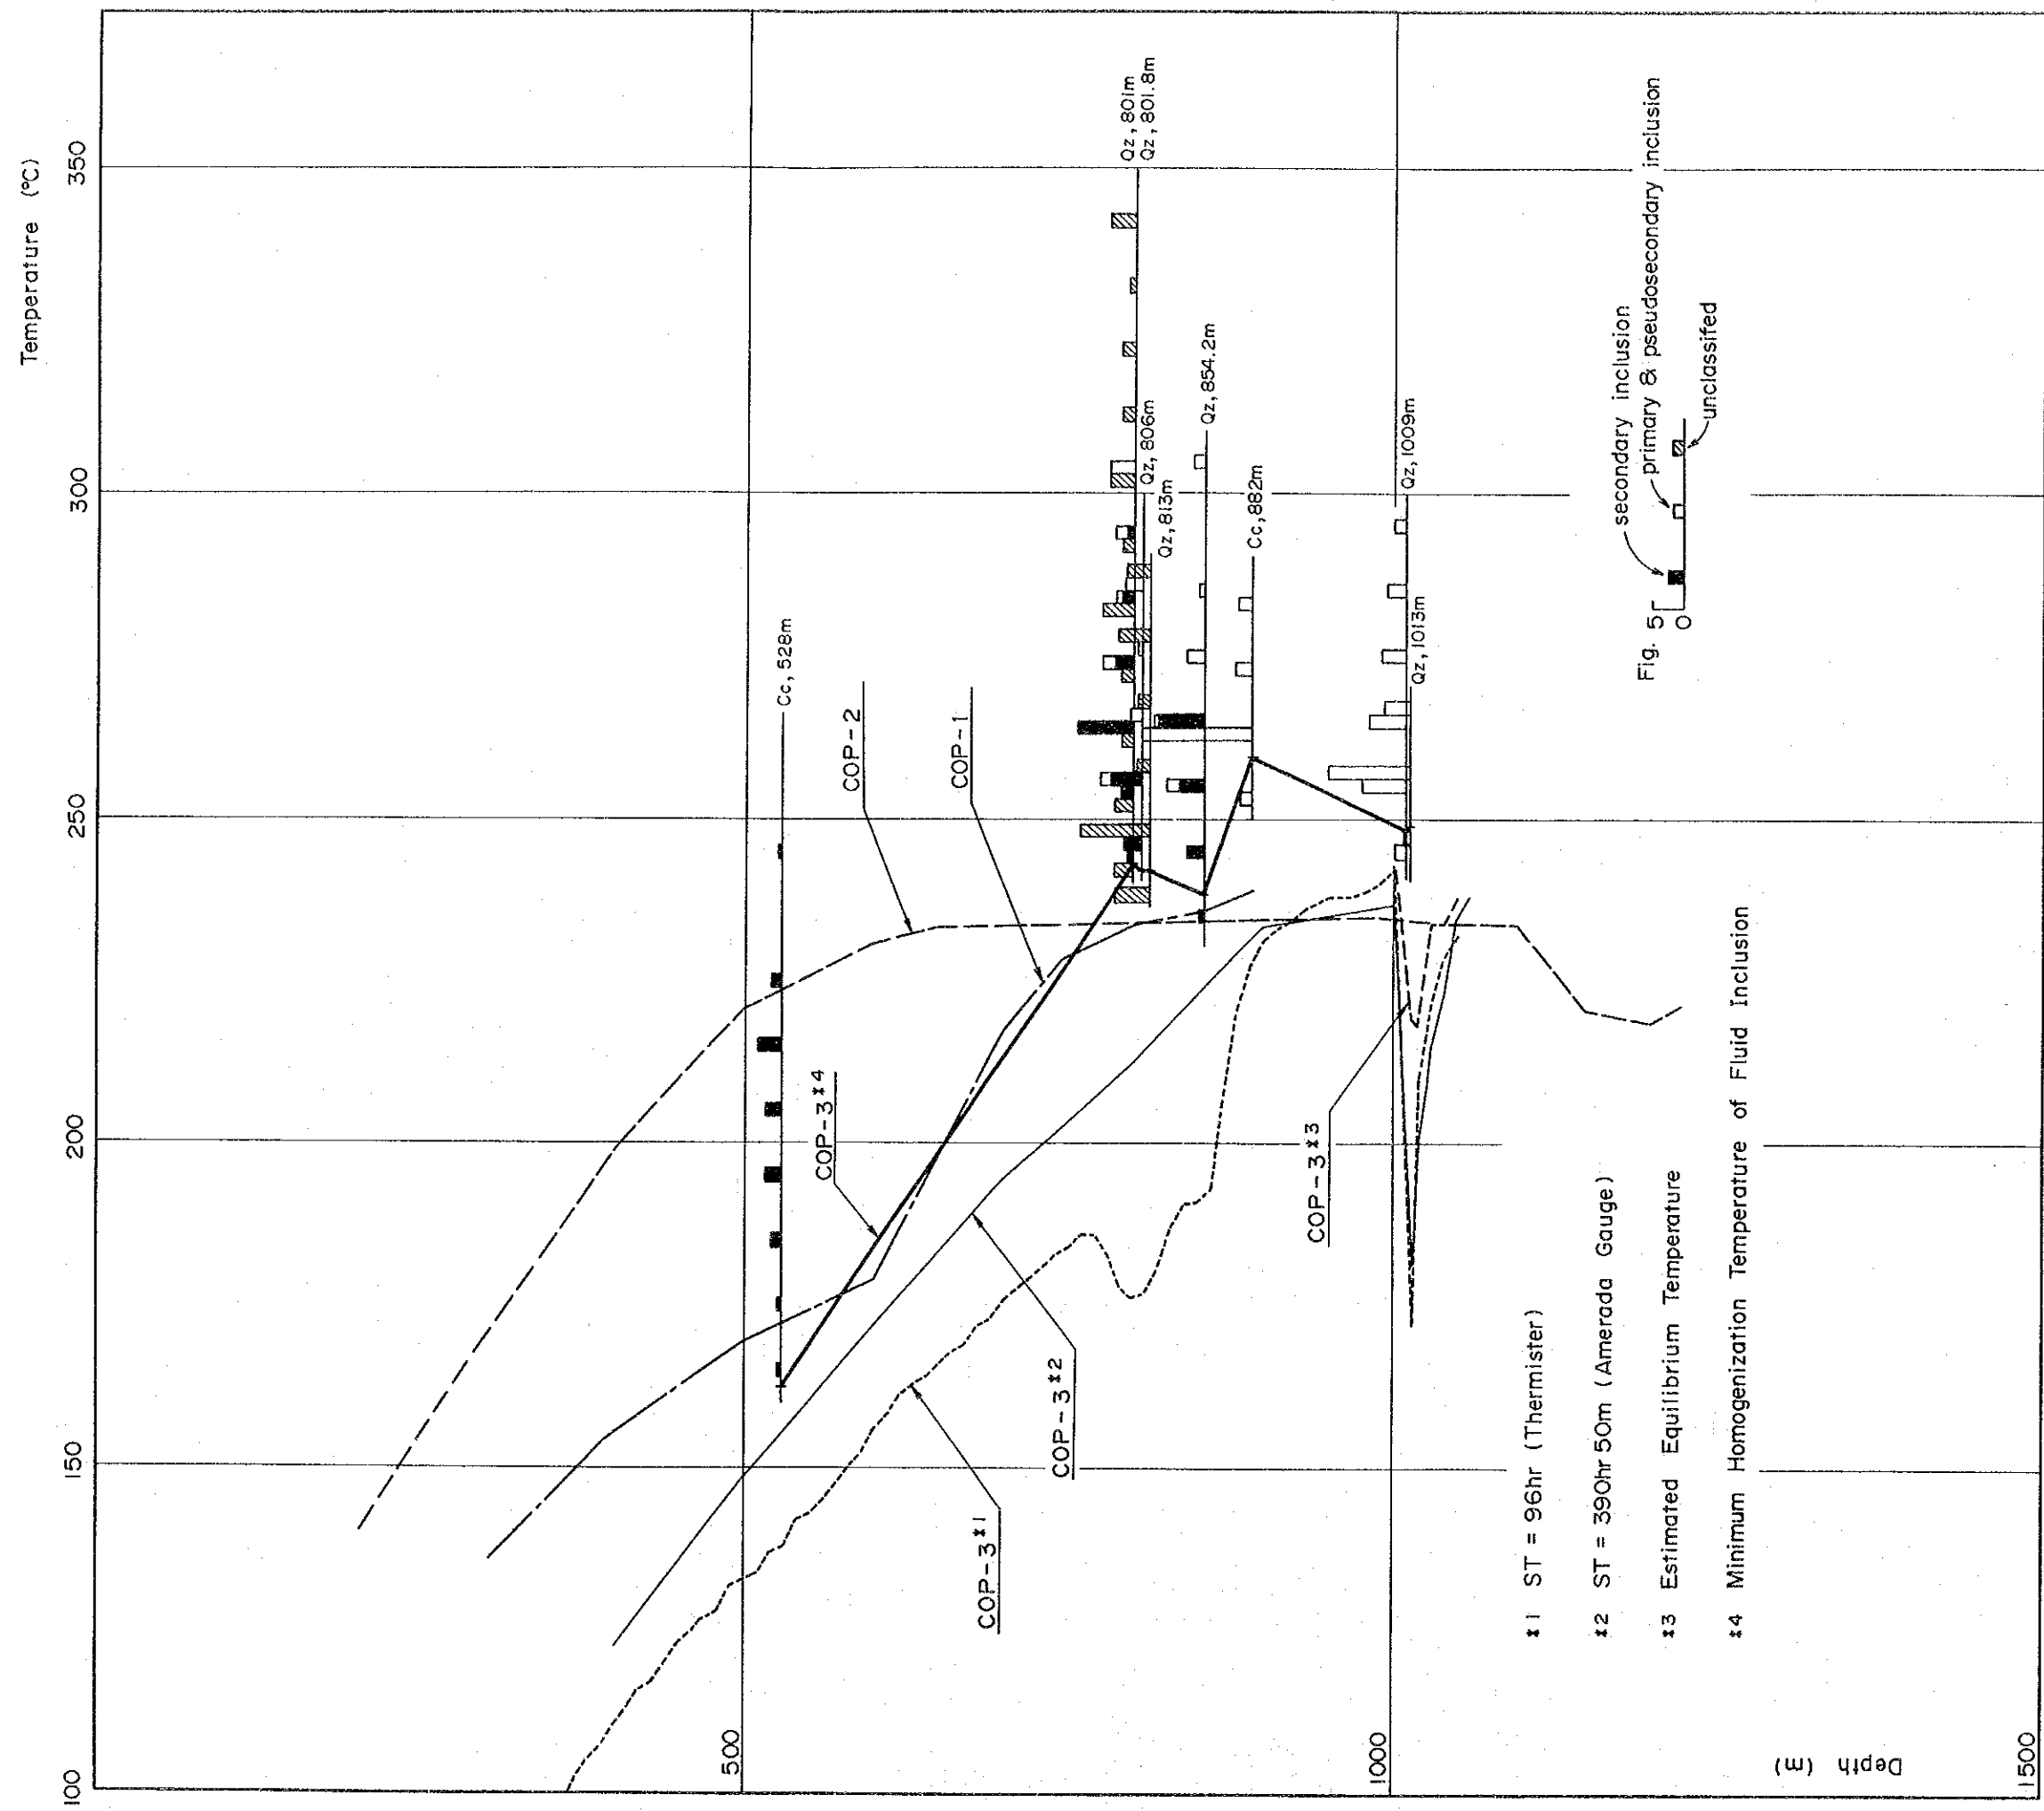 Temperature (°C)
100
150
200
250
300
350
500
1000
1500
Depth
(m)
Cc, 528m
Qz, 801m
Qz, 801.8m
Qz, 806m
Qz, 813m
Qz, 854.2m
Cc, 882m
Qz, 1009m
Qz, 1013m
COP-2
COP-1
COP-3 *4
COP-3 *2
COP-3 *1
COP-3 *3
*1 ST = 96hr (Thermister)
*2 ST = 390hr 50m (Amerada Gauge)
*3 Estimated Equilibrium Temperature
*4 Minimum Homogenization Temperature of Fluid Inclusion
Fig. 5
0
secondary inclusion
primary & pseudosecondary inclusion
unclassifed